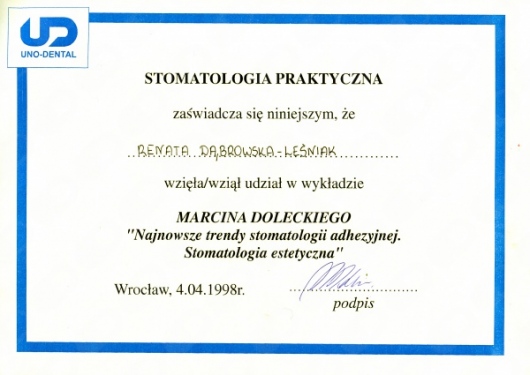 UD
UNO-DENTAL
STOMATOLOGIA PRAKTYCZNA
zaświadcza się niniejszym, że
RENATA DĄBROWSKA-LEŚNIAK
wzięła/wziął udział w wykładzie
MARCINA DOLECKIEGO
"Najnowsze trendy stomatologii adhezyjnej.
Stomatologia estetyczna"
Wrocław, 4.04.1998r.
podpis